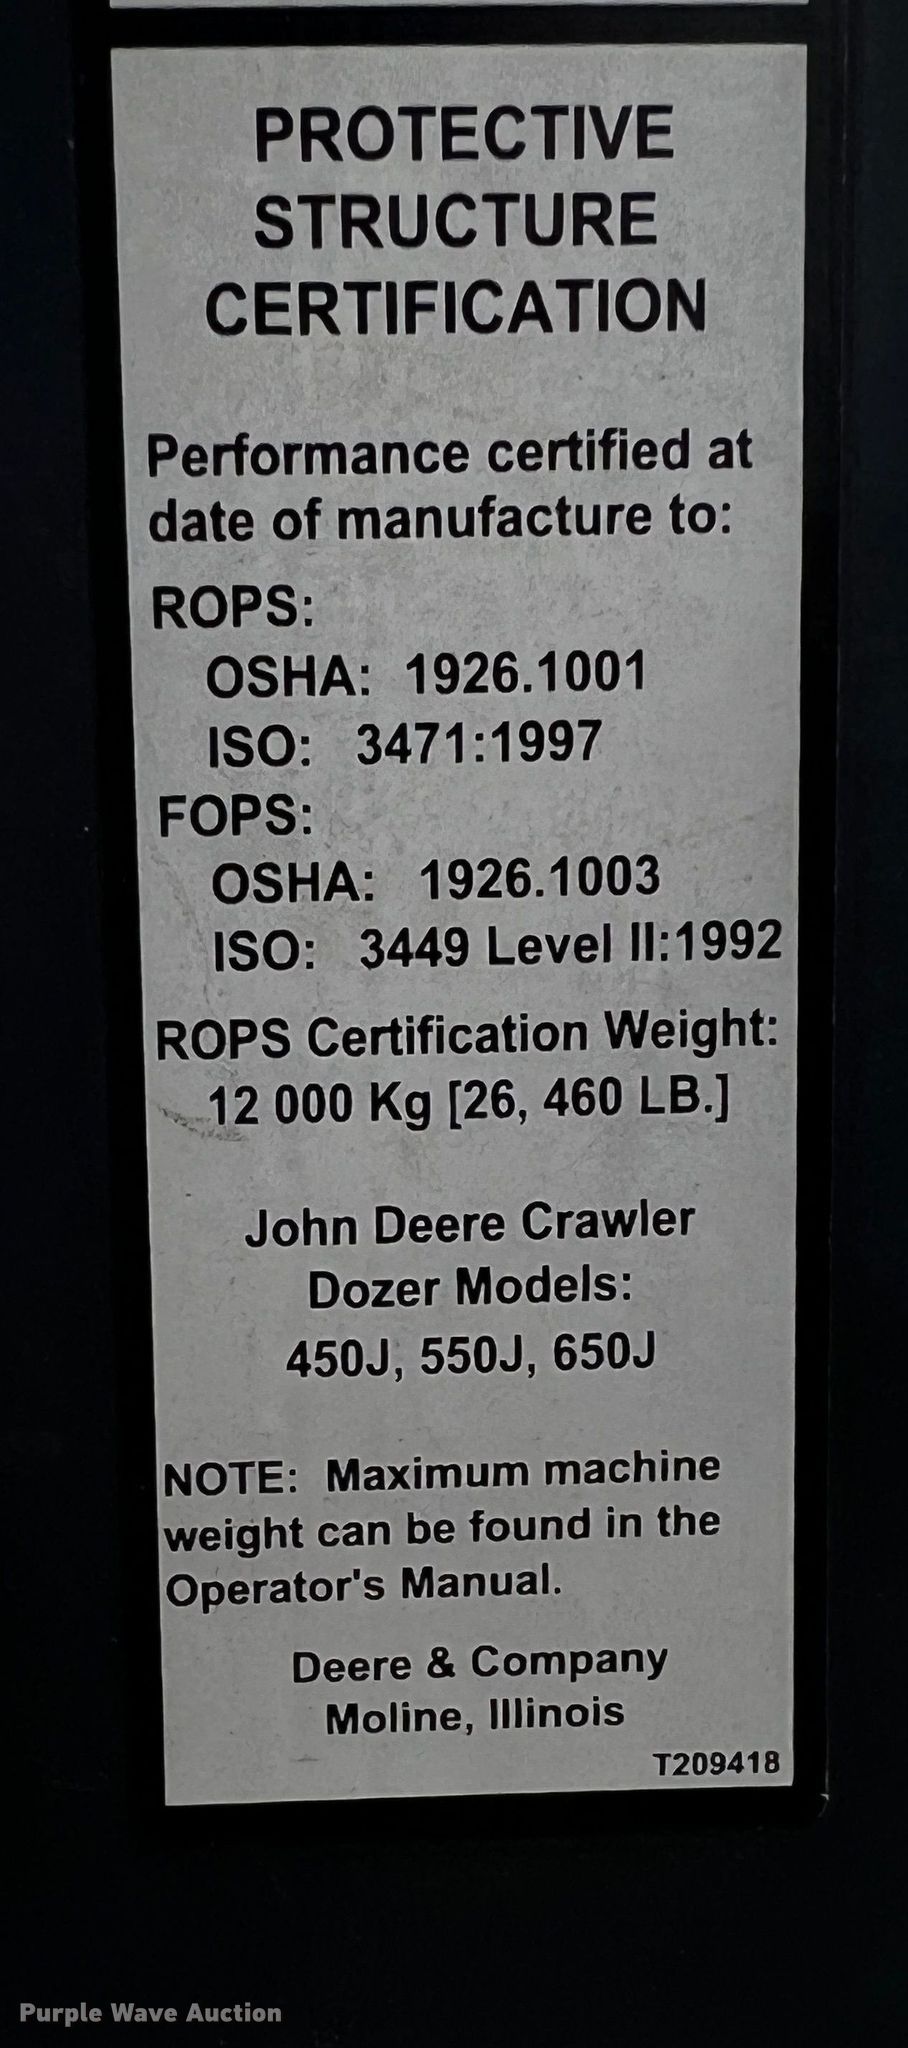 PROTECTIVE
STRUCTURE
CERTIFICATION
Performance certified at
date of manufacture to:
ROPS:
OSHA: 1926.1001
ISO: 3471:1997
FOPS:
OSHA: 1926.1003
ISO: 3449 Level II:1992
ROPS Certification Weight:
12 000 Kg [26, 460 LB.]
John Deere Crawler
Dozer Models:
450J, 550J, 650J
NOTE: Maximum machine
weight can be found in the
Operator's Manual.
Deere & Company
Moline, Illinois
T209418
Purple Wave Auction